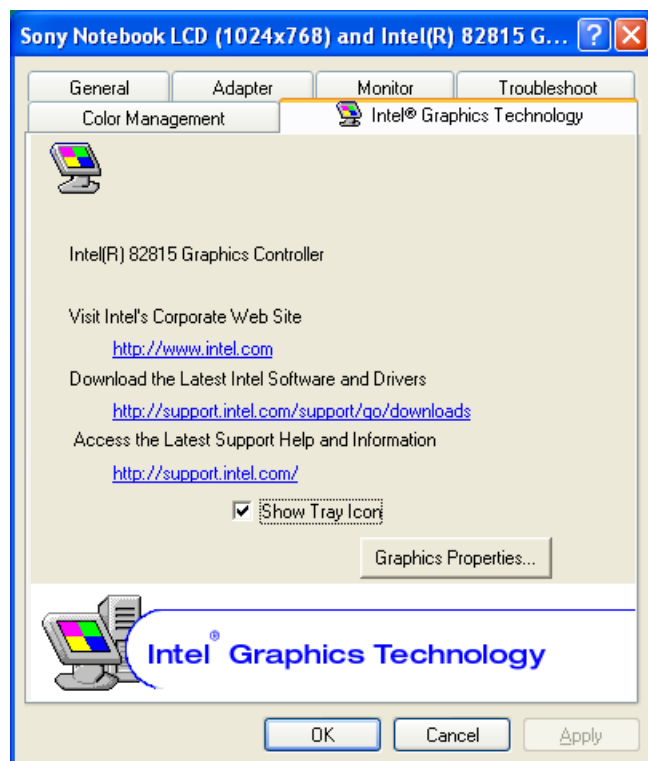 Sony Notebook LCD (1024x768) and Intel(R) 82815 G...
General Adapter Monitor Troubleshoot
Color Management Intel® Graphics Technology
Intel(R) 82815 Graphics Controller
Visit Intel's Corporate Web Site
http://www.intel.com
Download the Latest Intel Software and Drivers
http://support.intel.com/support/go/downloads
Access the Latest Support Help and Information
http://support.intel.com/
Show Tray Icon
Graphics Properties...
Intel® Graphics Technology
OK Cancel Apply